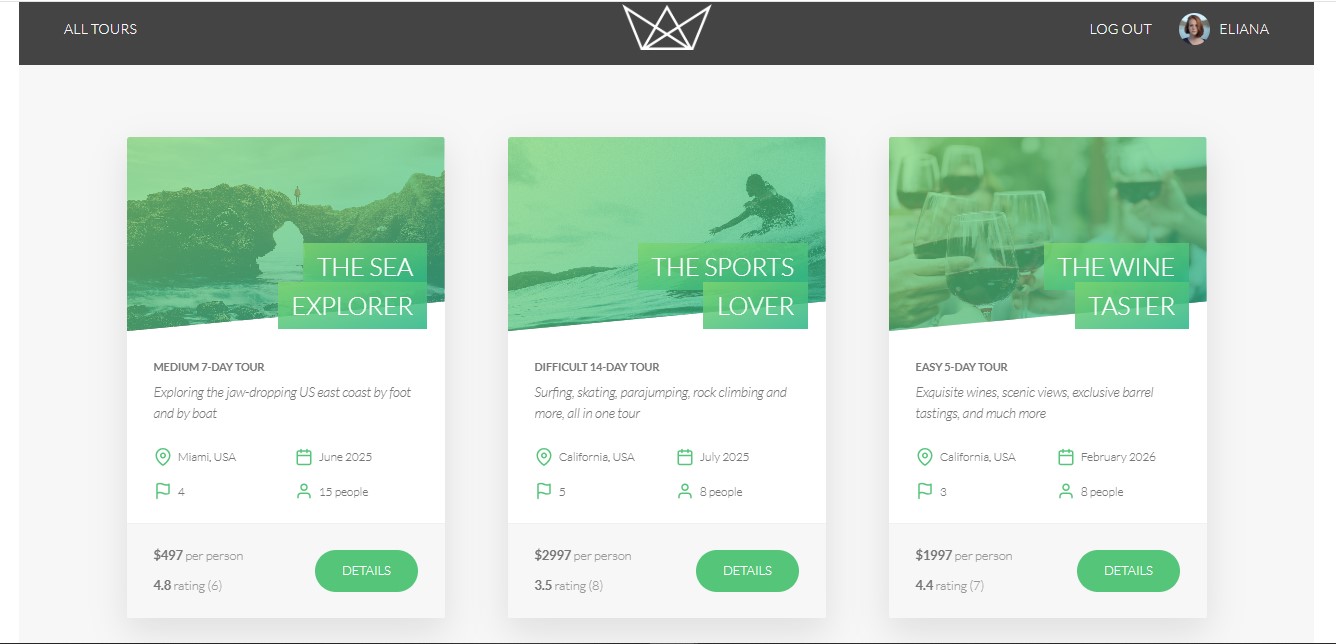 ALL TOURS
LOG OUT
ELIANA
THE SEA
EXPLORER
MEDIUM 7-DAY TOUR
Exploring the jaw-dropping US east coast by foot
and by boat
Miami, USA
June 2025
4
15 people
$497 per person
4.8 rating (6)
DETAILS
THE SPORTS
LOVER
DIFFICULT 14-DAY TOUR
Surfing, skating, parajumping, rock climbing and
more, all in one tour
California, USA
July 2025
5
8 people
$2997 per person
3.5 rating (8)
DETAILS
THE WINE
TASTER
EASY 5-DAY TOUR
Exquisite wines, scenic views, exclusive barrel
tastings, and much more
California, USA
February 2026
3
8 people
$1997 per person
4.4 rating (7)
DETAILS